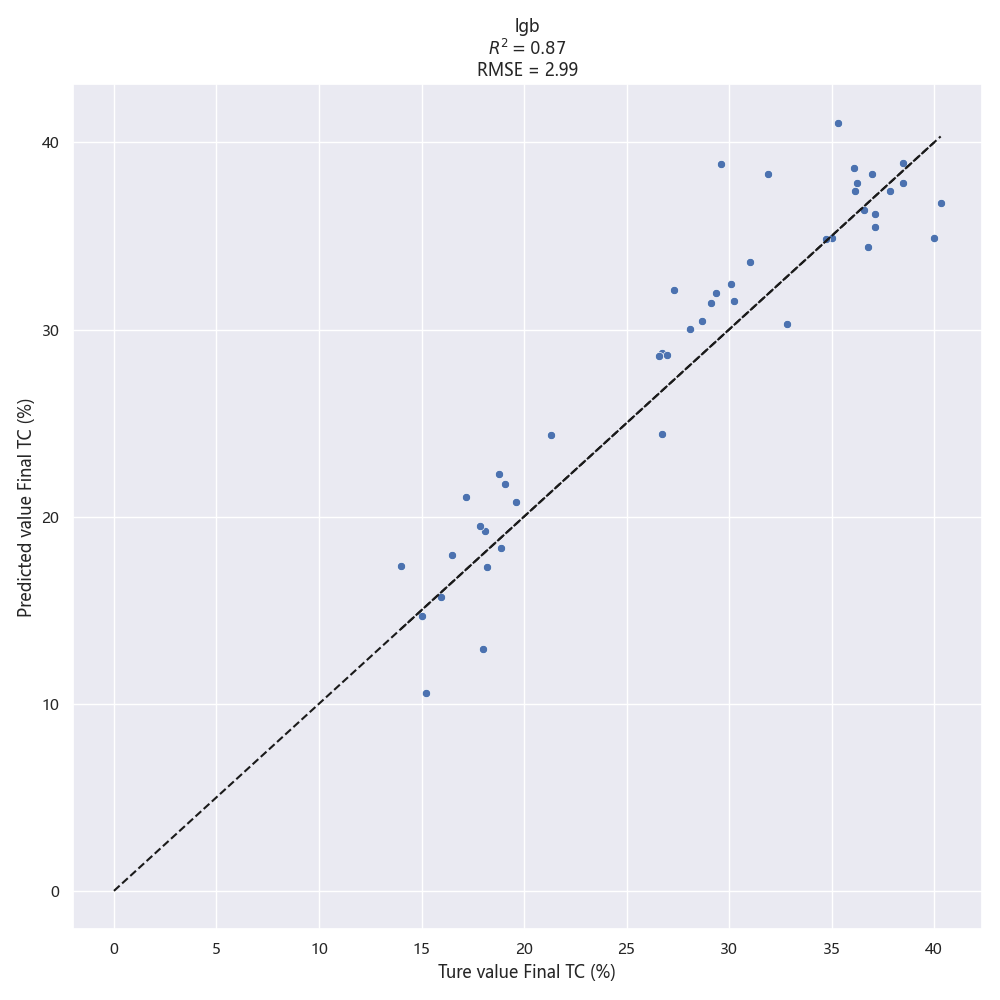 lgb
R² = 0.87
RMSE = 2.99
40
30
20
10
0
Predicted value Final TC (%)
0 5 10 15 20 25 30 35 40
Ture value Final TC (%)